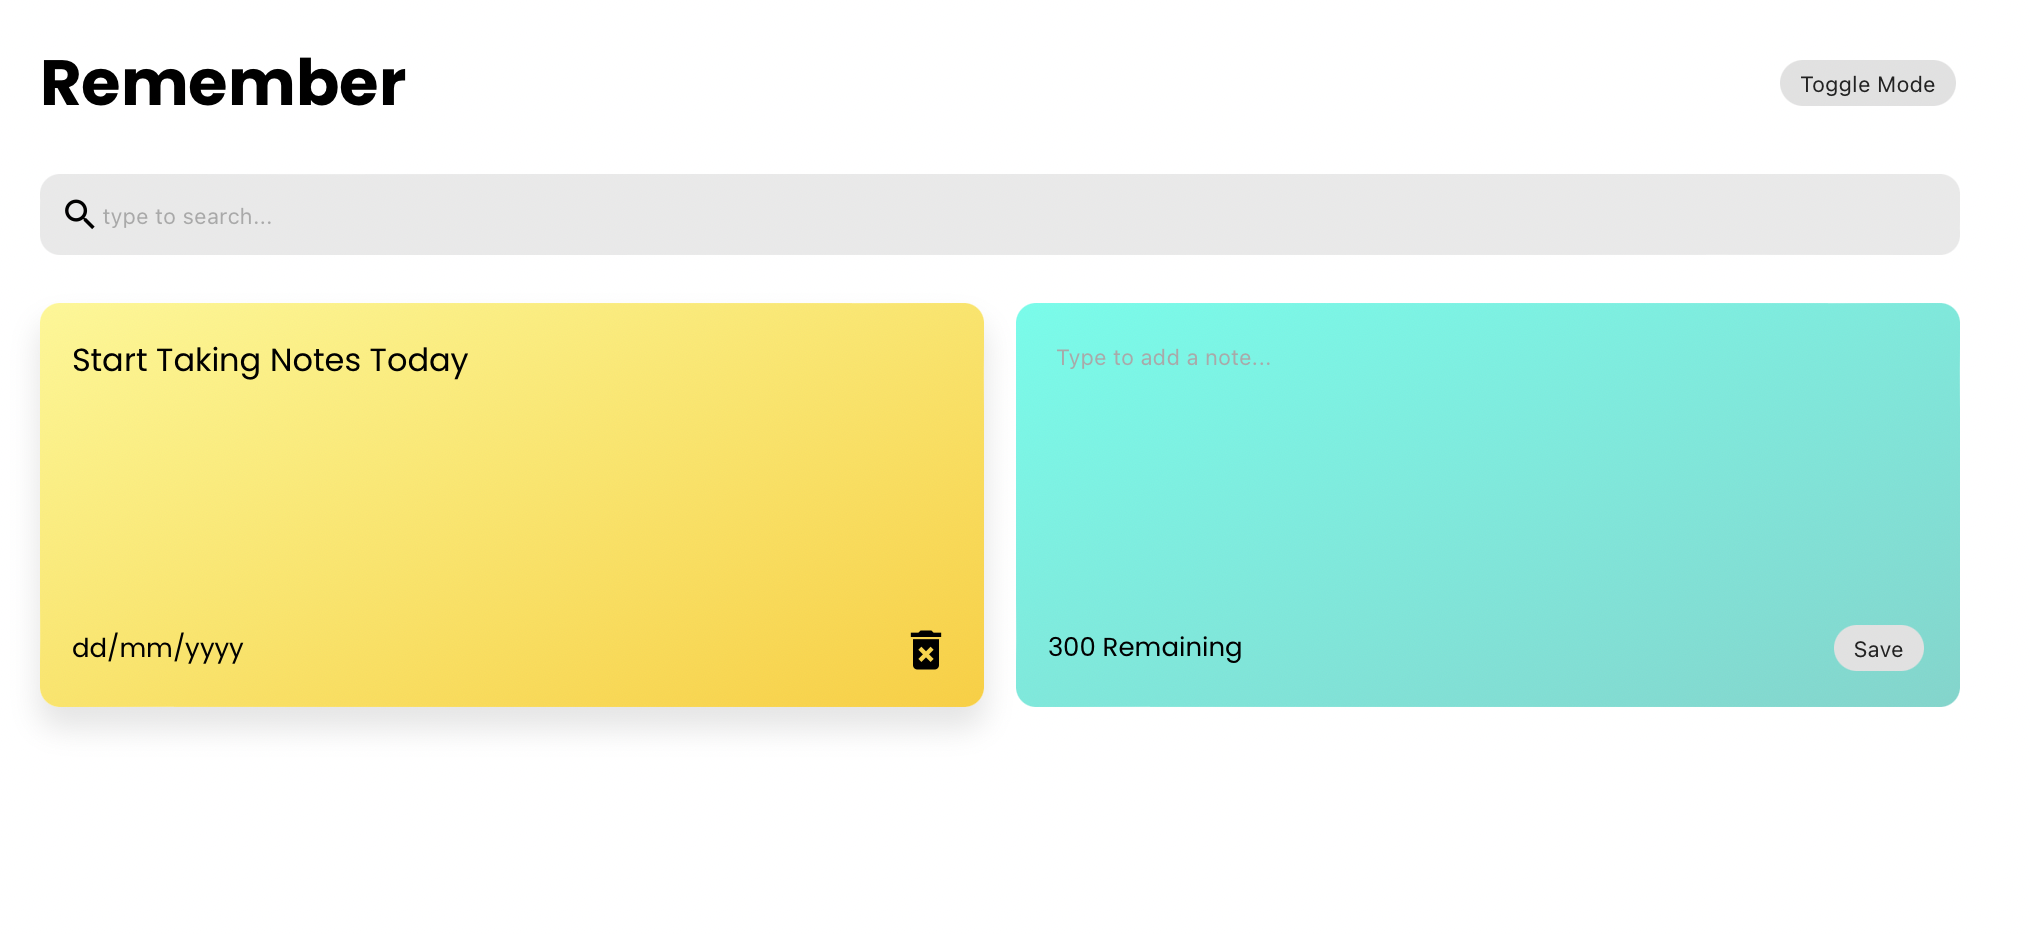 Remember
Toggle Mode
type to search...
Start Taking Notes Today
dd/mm/yyyy
Type to add a note...
300 Remaining
Save